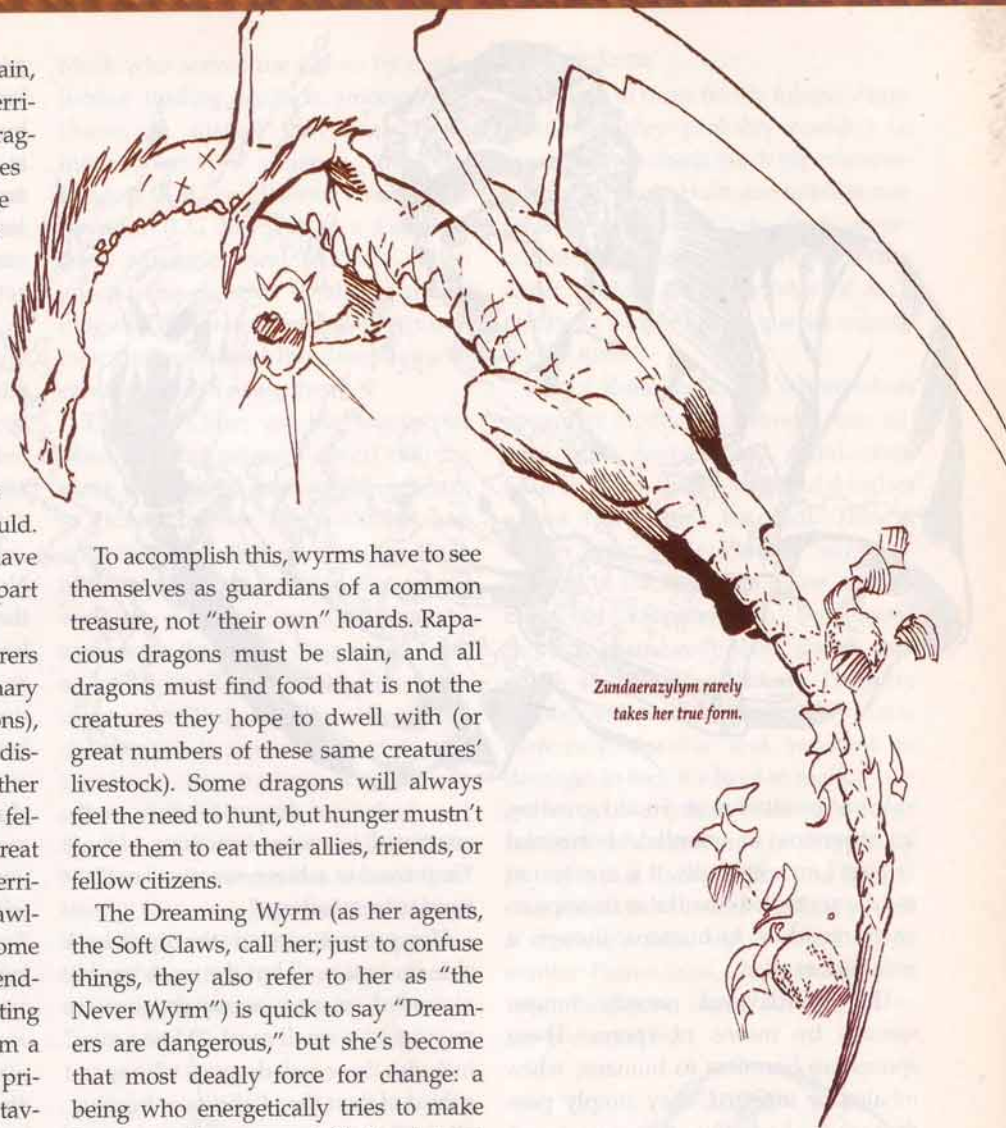 ain,
erri-
rag-
es
e
uld.
ave
part
rers
nary
ons),
dis-
ther
fel-
reat
erri-
awl-
ome
end-
ting
m a
pri-
tav-
To accomplish this, wyrms have to see
themselves as guardians of a common
treasure, not “their own” hoards. Rapa-
cious dragons must be slain, and all
dragons must find food that is not the
creatures they hope to dwell with (or
great numbers of these same creatures’
livestock). Some dragons will always
feel the need to hunt, but hunger mustn’t
force them to eat their allies, friends, or
fellow citizens.
The Dreaming Wyrm (as her agents,
the Soft Claws, call her; just to confuse
things, they also refer to her as “the
Never Wyrm”) is quick to say “Dream-
ers are dangerous,” but she’s become
that most deadly force for change: a
being who energetically tries to make
Zundaerazylym rarely
takes her true form.